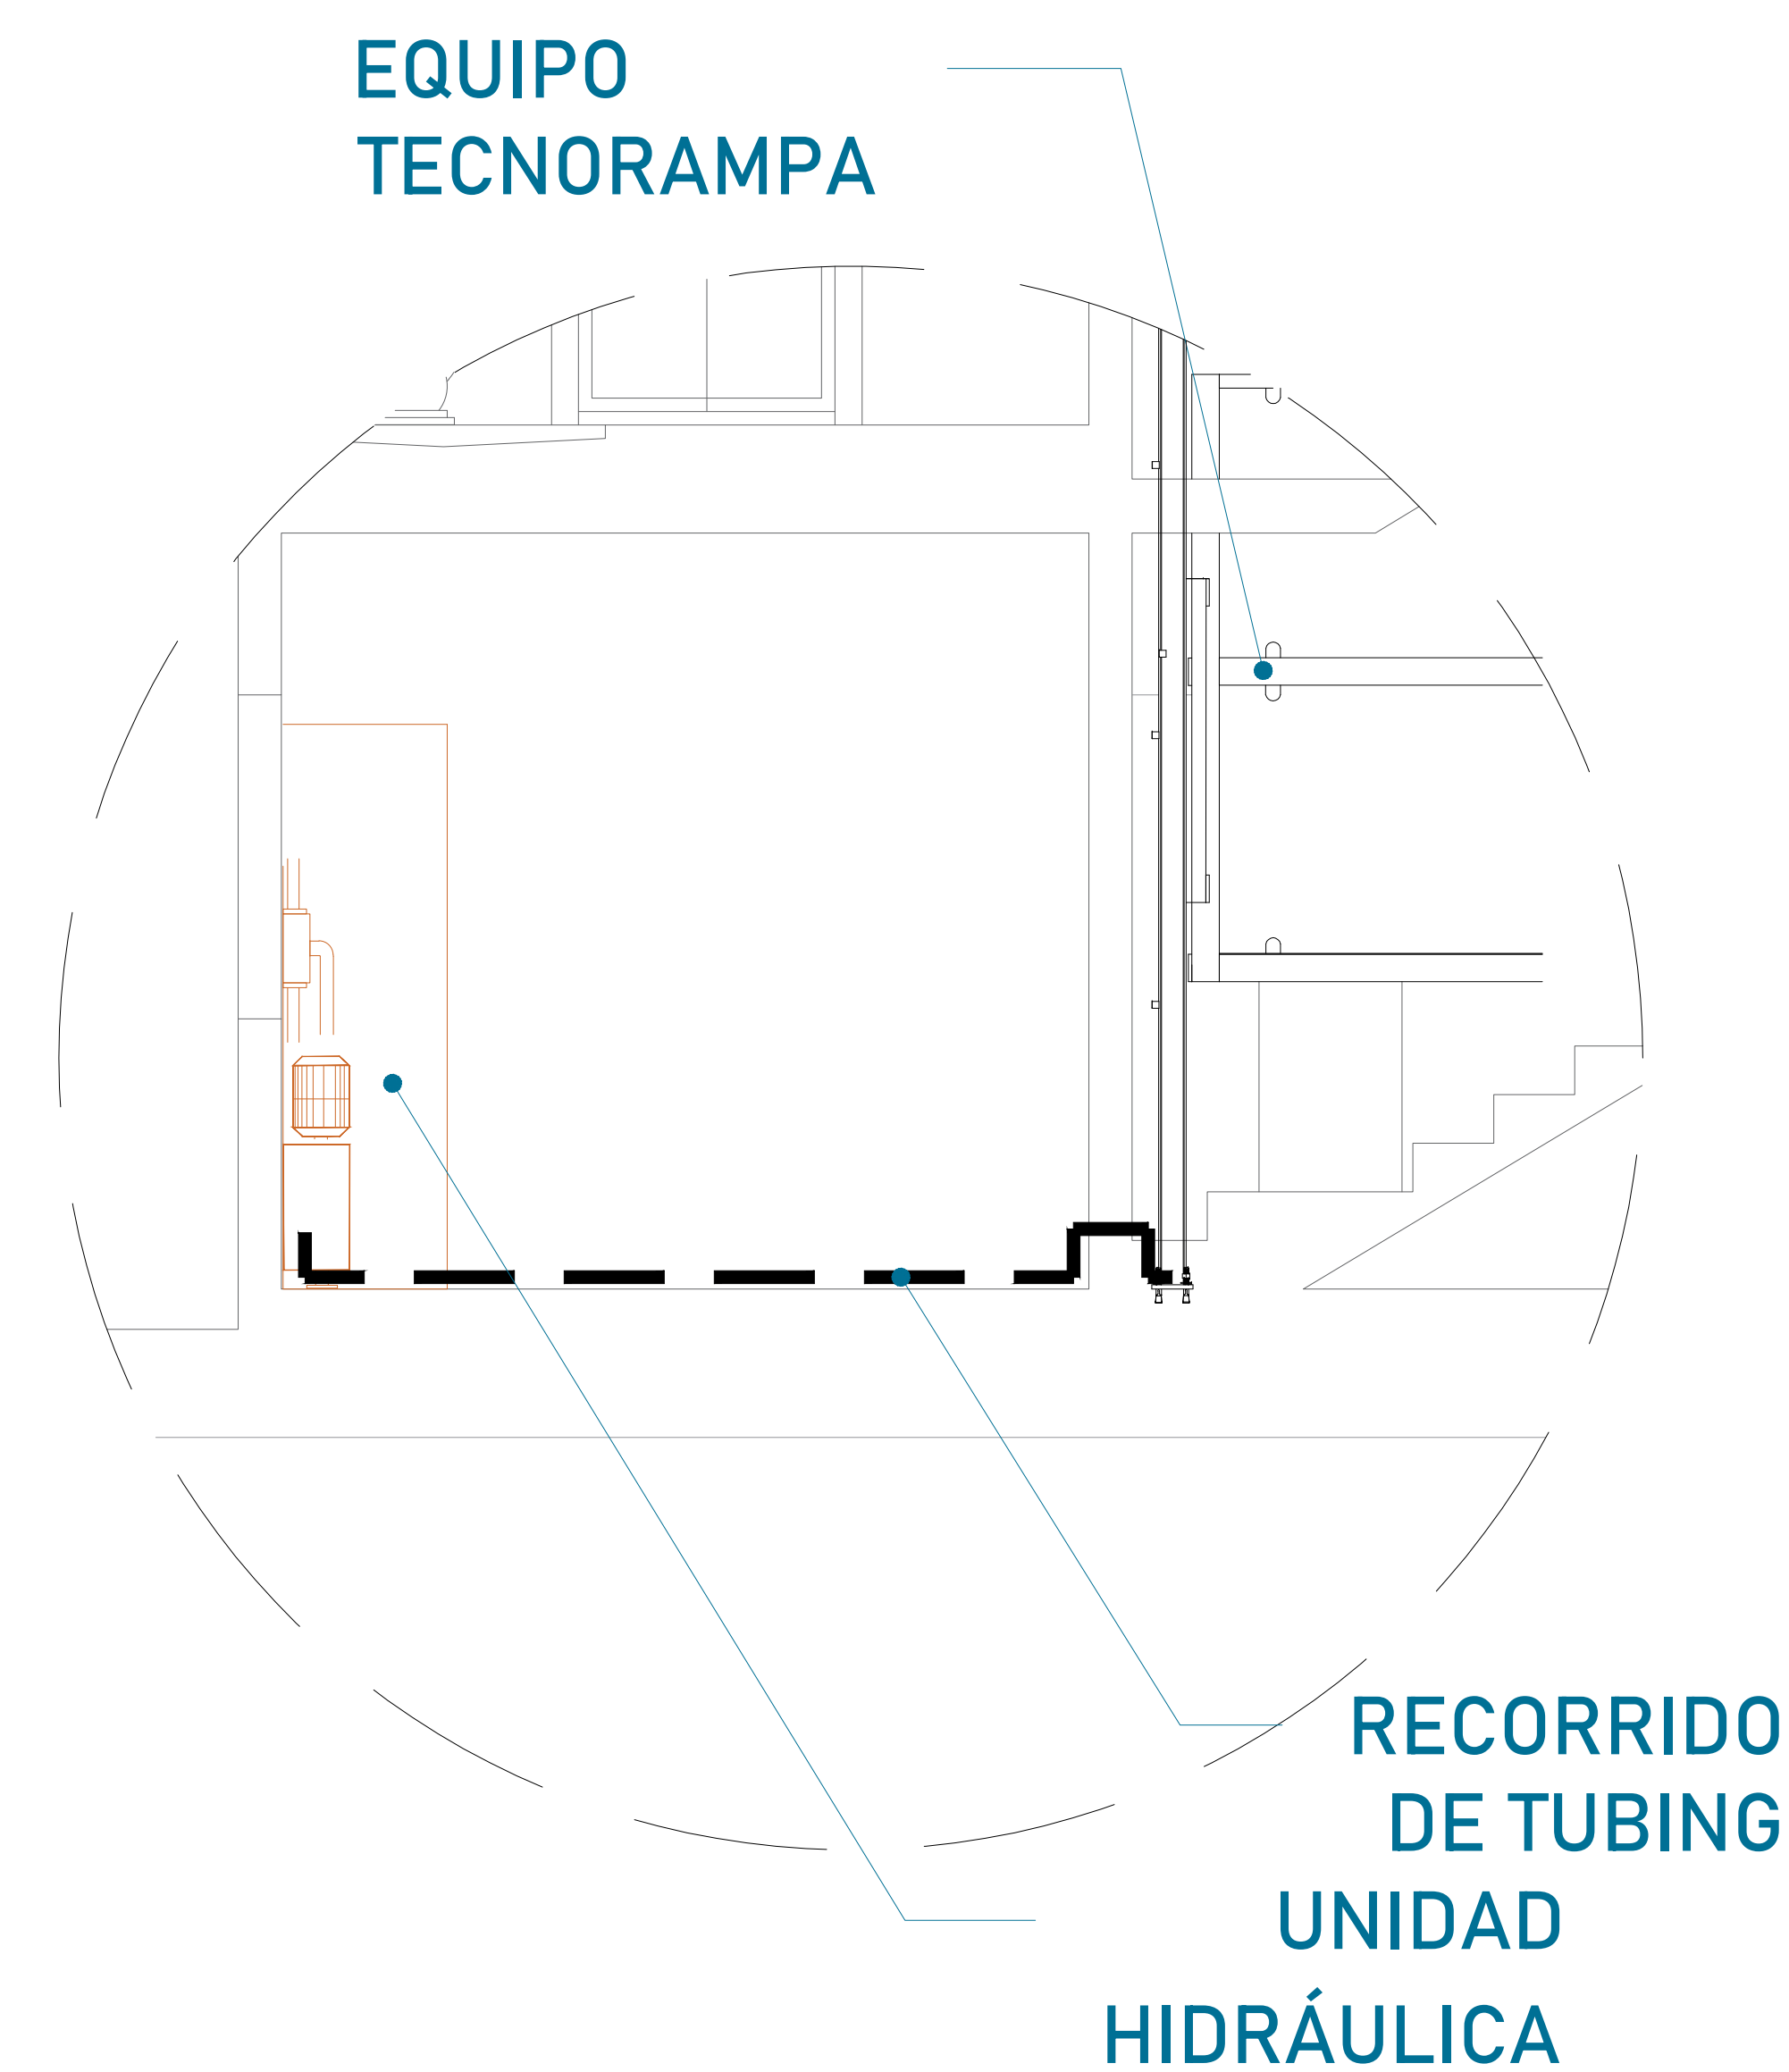 EQUIPO
TECNORAMPA
RECORRIDO
DE TUBING
UNIDAD
HIDRÁULICA